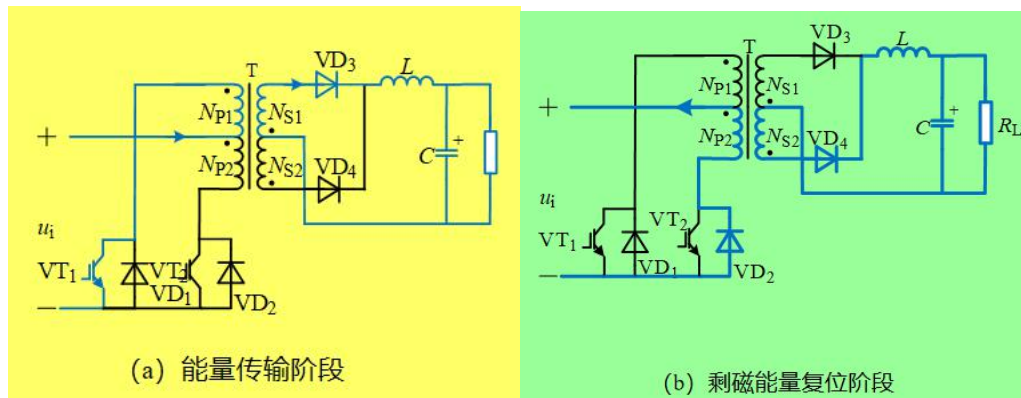 T
VD3
L
NP1
NS1
+
NP2
NS2
C
+
VD4
ui
VT1
VT2
VD1
VD2
—
(a) 能量传输阶段
T
VD3
L
NP1
NS1
+
NP2
NS2
VD4
C
+
RL
ui
VT2
VT1
VD1
VD2
—
(b) 剩磁能量复位阶段